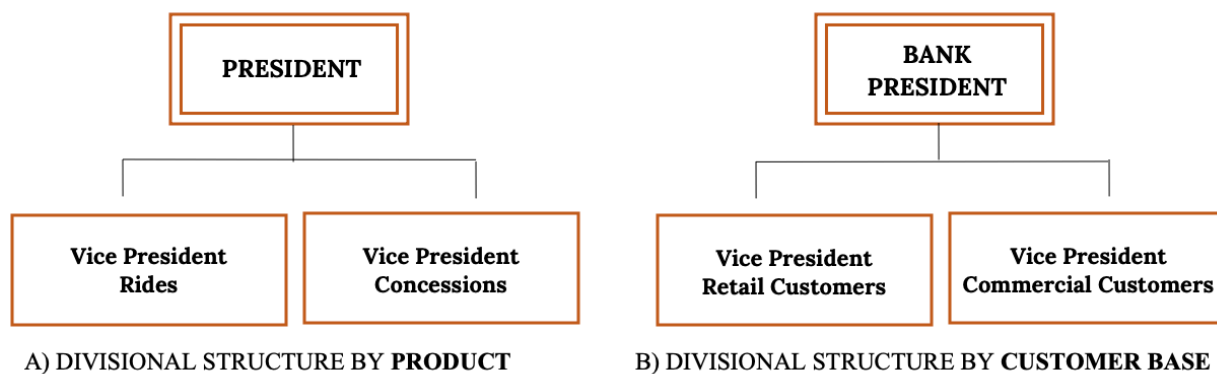 PRESIDENT
Vice President
Rides
Vice President
Concessions
A) DIVISIONAL STRUCTURE BY PRODUCT
BANK
PRESIDENT
Vice President
Retail Customers
Vice President
Commercial Customers
B) DIVISIONAL STRUCTURE BY CUSTOMER BASE